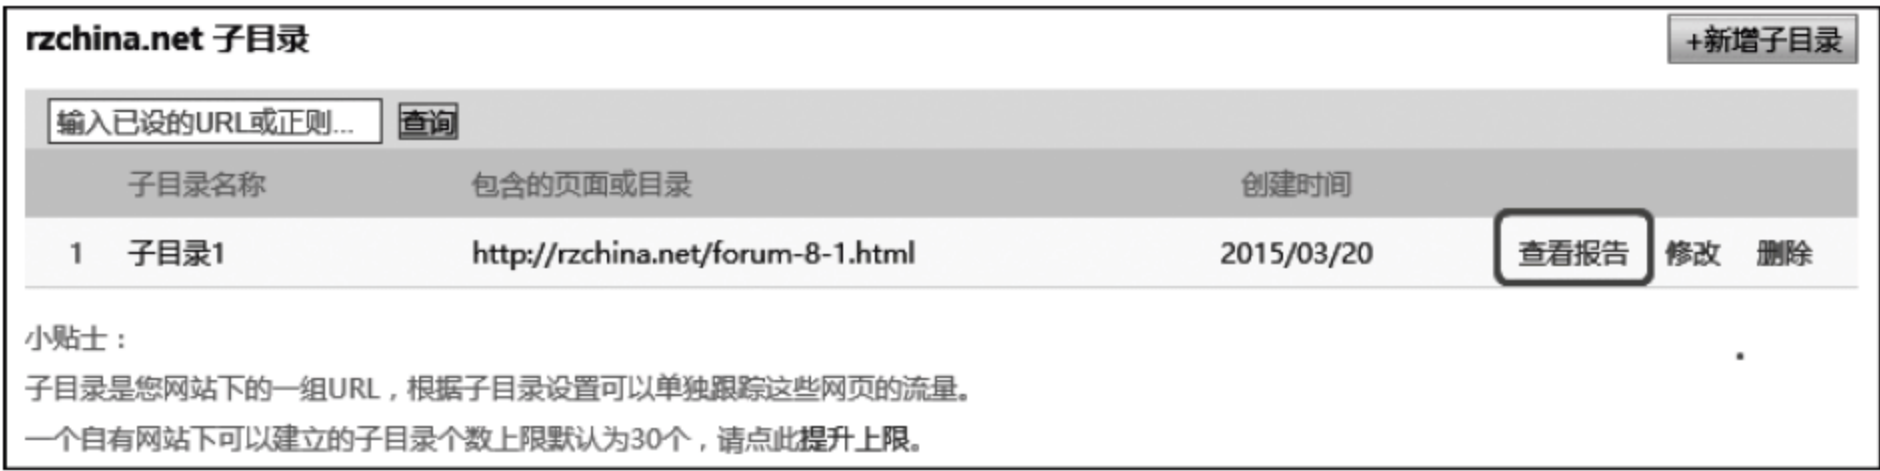 rzchina.net 子目录
+新增子目录
输入已设的URL或正则... 查询
子目录名称 包含的页面或目录 创建时间
1 子目录1 http://rzchina.net/forum-8-1.html 2015/03/20 查看报告 修改 删除
小贴士：
子目录是您网站下的一组URL，根据子目录设置可以单独跟踪这些网页的流量。
一个自有网站下可以建立的子目录个数上限默认为30个，请点此提升上限。